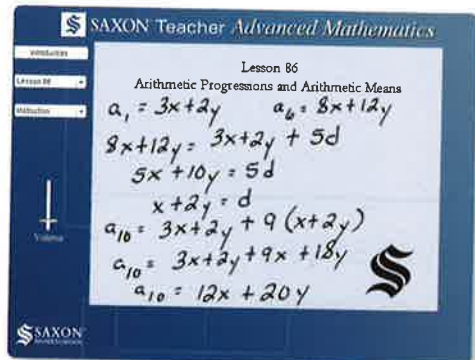 SAXON Teacher Advanced Mathematics
Introduction
Lesson 86
Instruction
Volume
Lesson 86
Arithmetic Progressions and Arithmetic Means
a₁ = 3x+2y a₆ = 8x+12y
8x+12y = 3x+2y + 5d
5x +10y = 5d
x+2y = d
a₁₀ = 3x+2y + 9 (x+2y)
a₁₀ = 3x+2y+9x +18y
a₁₀ = 12x + 20y
SAXON